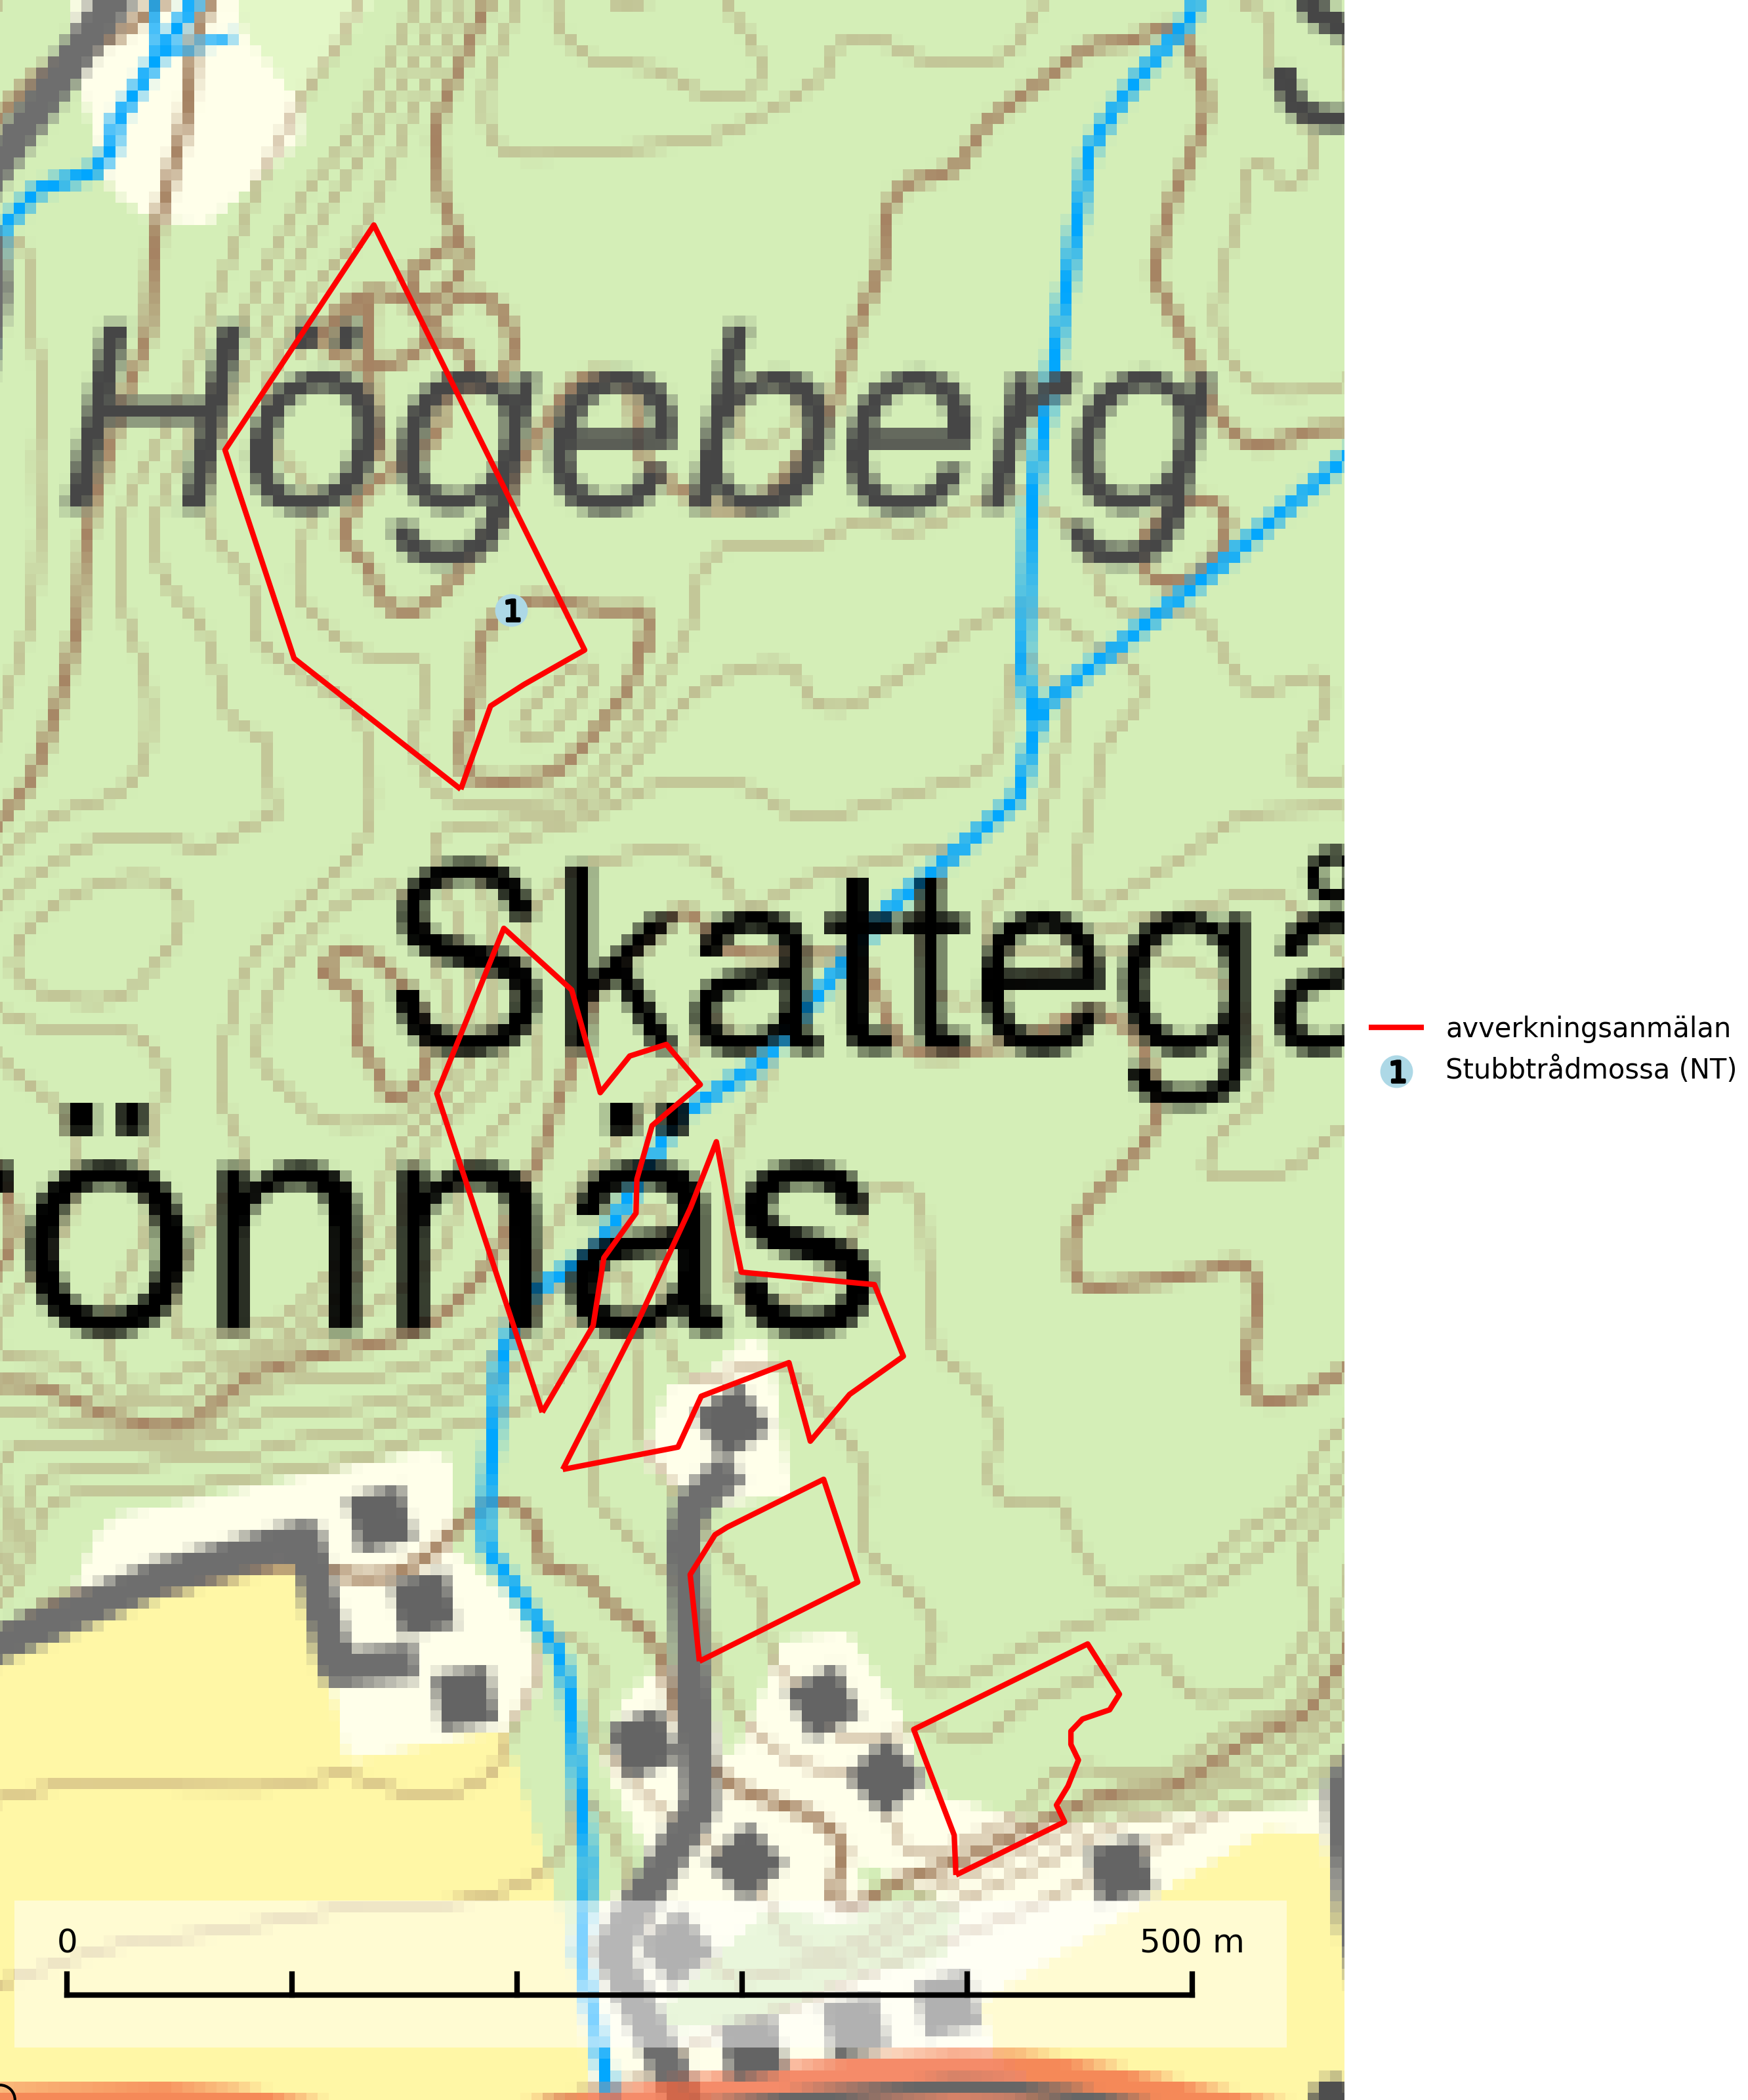 Högeberg
1
Skattegå
önnäs
avverkningsanmälan
1 Stubbtrådmossa (NT)
0 500 m